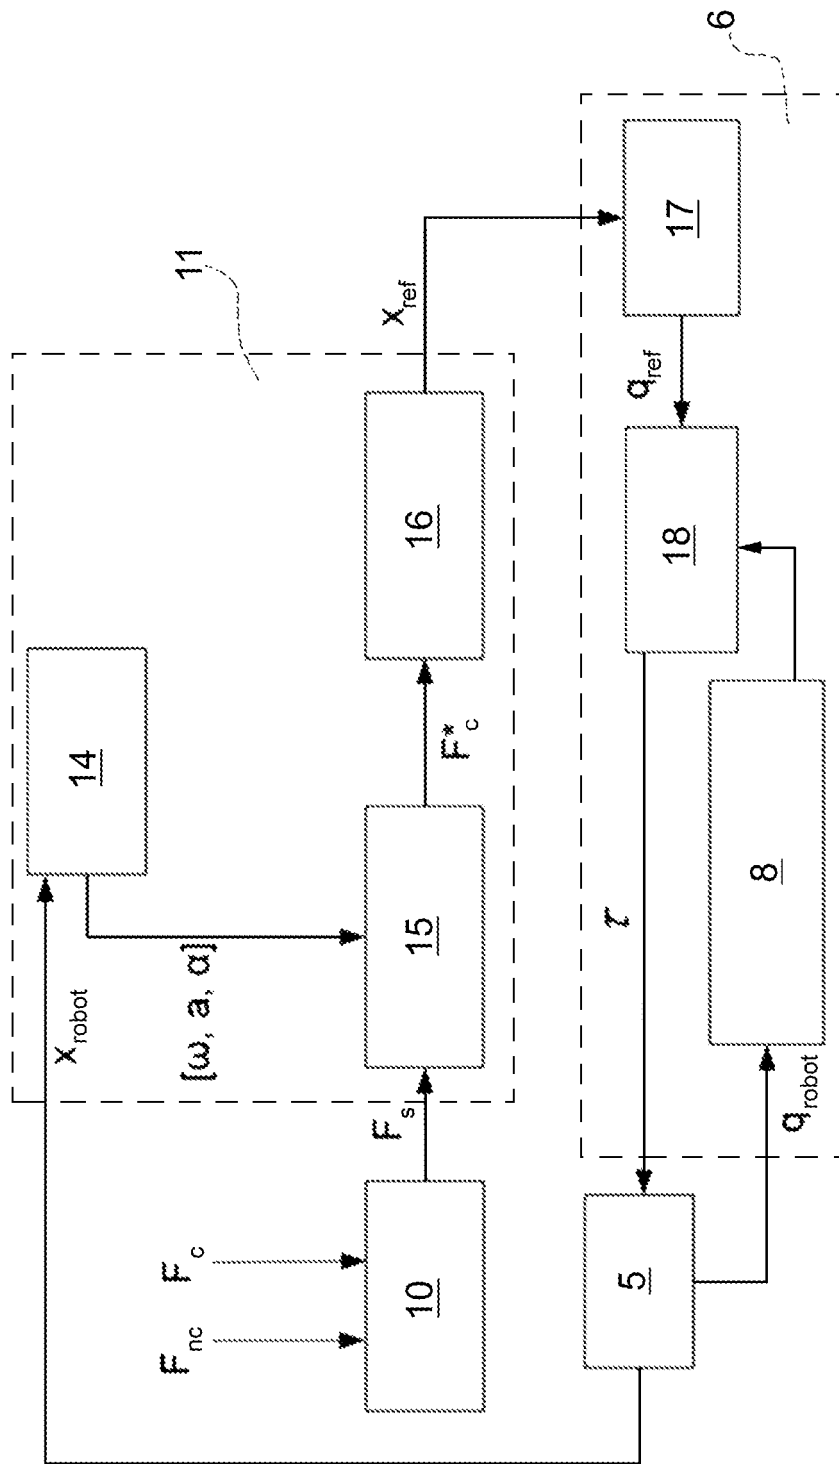 11
6
x_robot
14
[ω, a, α]
F_nc
F_c
10
F_s
15
F*_c
16
x_ref
5
τ
18
q_ref
17
q_robot
8